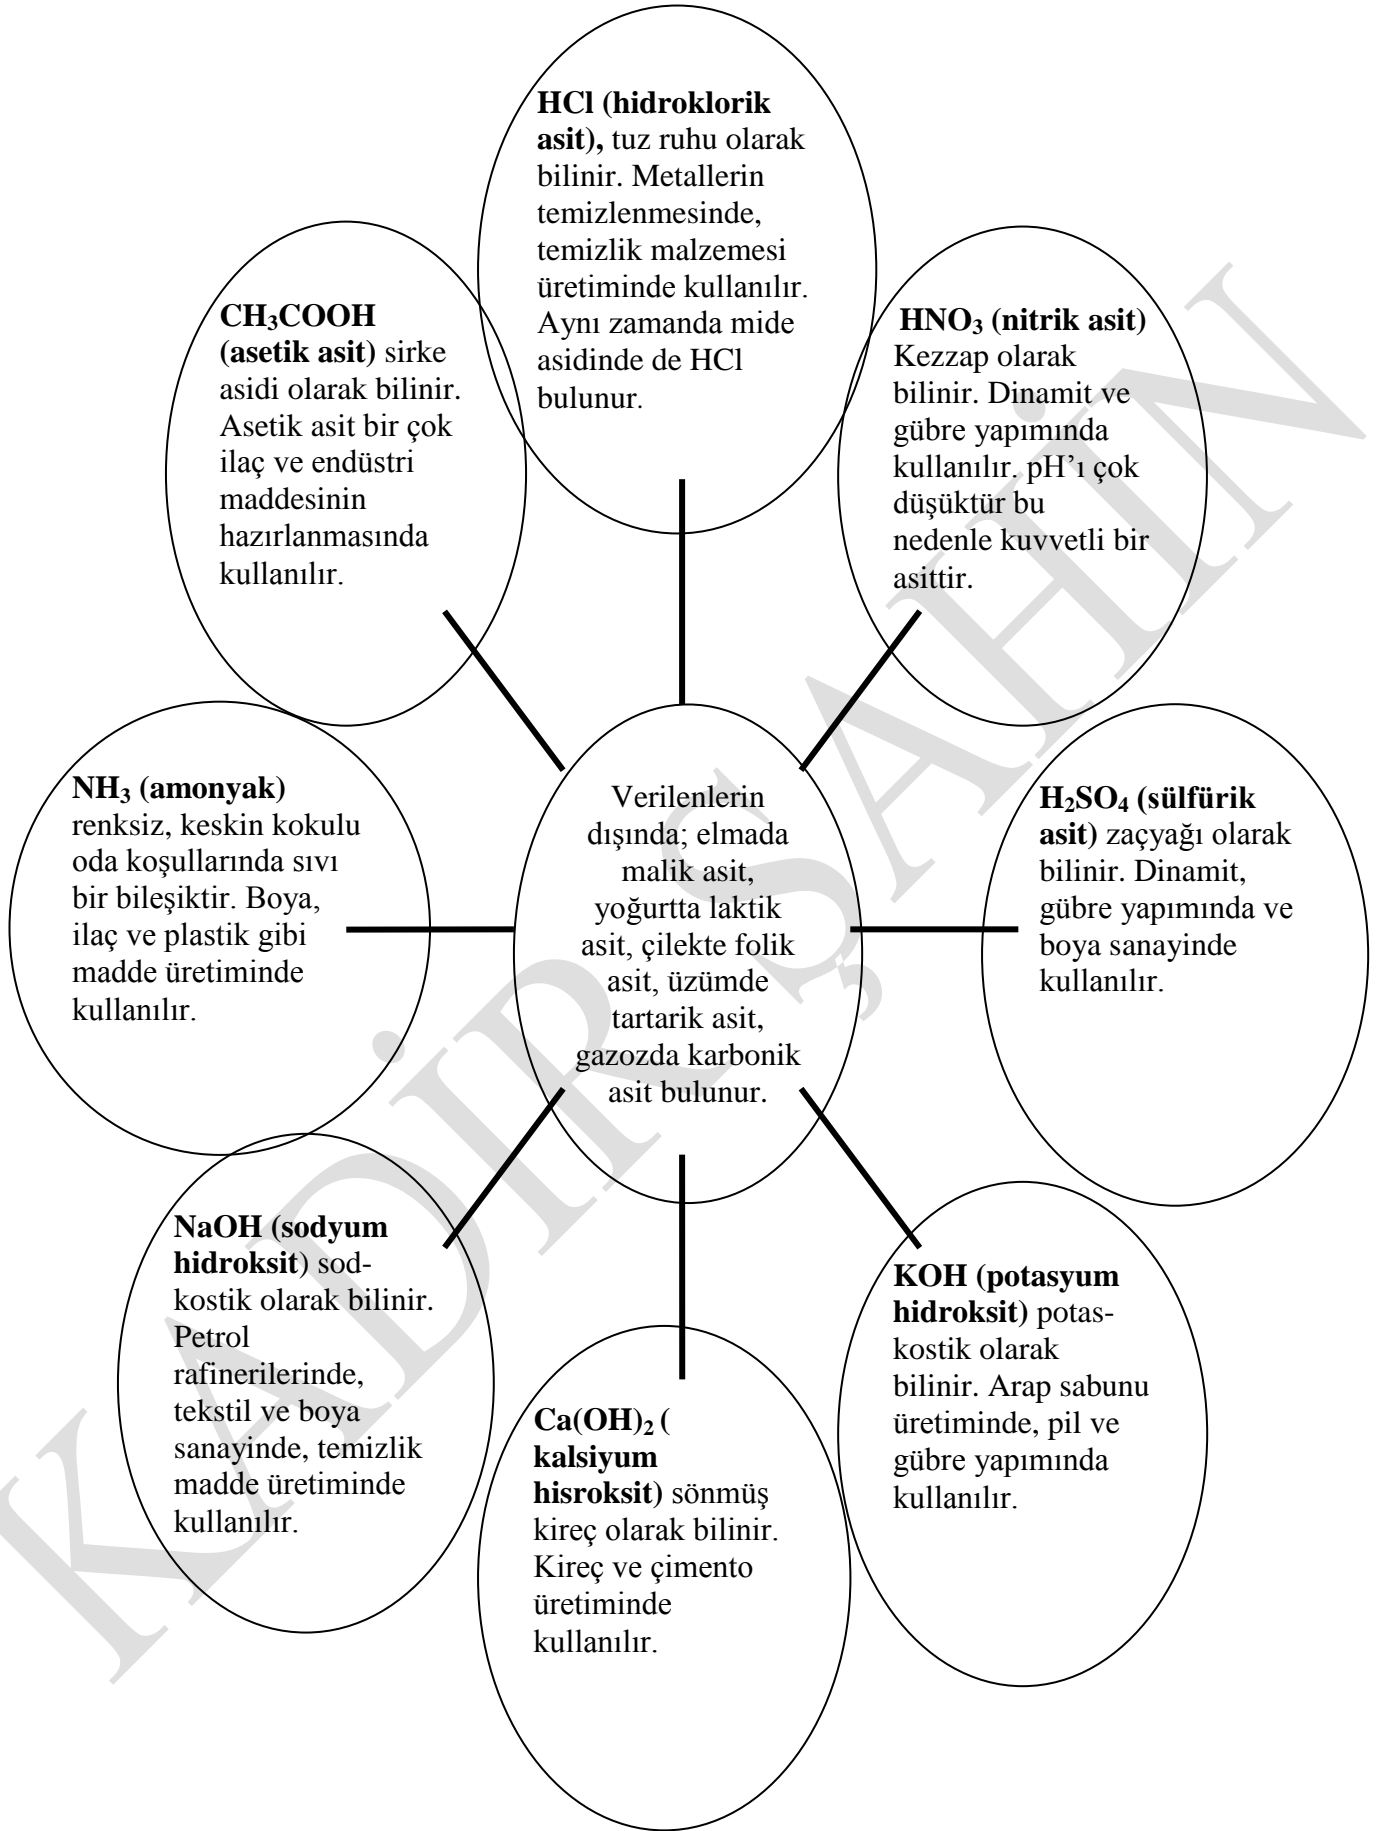 HCl (hidroklorik
asit), tuz ruhu olarak
bilinir. Metallerin
temizlenmesinde,
temizlik malzemesi
üretiminde kullanılır.
Aynı zamanda mide
asidinde de HCl
bulunur.
CH₃COOH
(asetik asit) sirke
asidi olarak bilinir.
Asetik asit bir çok
ilaç ve endüstri
maddesinin
hazırlanmasında
kullanılır.
HNO₃ (nitrik asit)
Kezzap olarak
bilinir. Dinamit ve
gübre yapımında
kullanılır. pH’ı çok
düşüktür bu
nedenle kuvvetli bir
asittir.
NH₃ (amonyak)
renksiz, keskin kokulu
oda koşullarında sıvı
bir bileşiktir. Boya,
ilaç ve plastik gibi
madde üretiminde
kullanılır.
Verilenlerin
dışında; elmada
malik asit,
yoğurtta laktik
asit, çilekte folik
asit, üzümde
tartarik asit,
gazozda karbonik
asit bulunur.
H₂SO₄ (sülfürik
asit) zaçyağı olarak
bilinir. Dinamit,
gübre yapımında ve
boya sanayinde
kullanılır.
NaOH (sodyum
hidroksit) sod-
kostik olarak bilinir.
Petrol
rafinerilerinde,
tekstil ve boya
sanayinde, temizlik
madde üretiminde
kullanılır.
Ca(OH)₂ (
kalsiyum
hisroksit) sönmüş
kireç olarak bilinir.
Kireç ve çimento
üretiminde
kullanılır.
KOH (potasyum
hidroksit) potas-
kostik olarak
bilinir. Arap sabunu
üretiminde, pil ve
gübre yapımında
kullanılır.
KADİR ŞAHİN